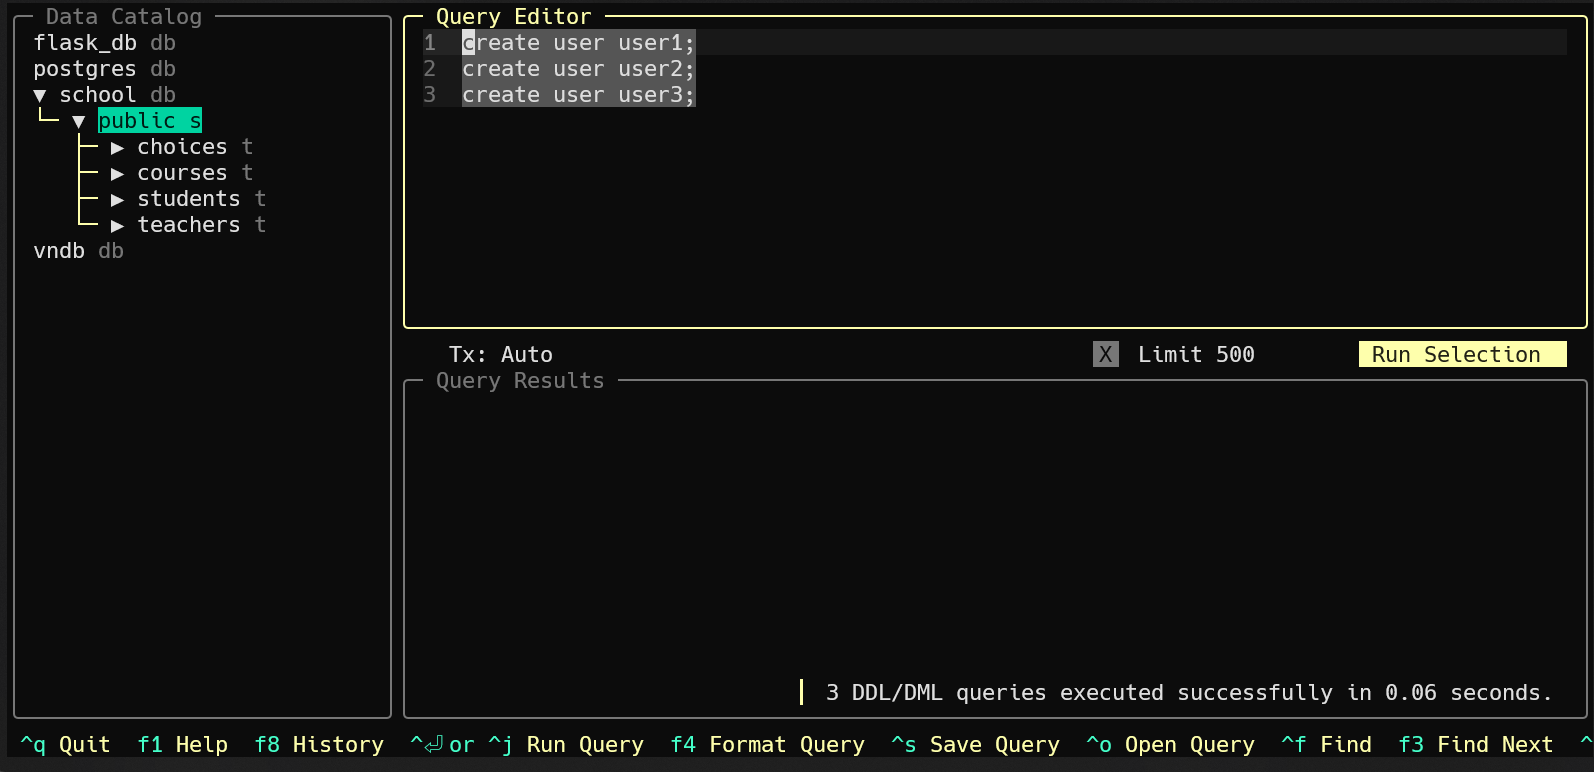 Data Catalog
flask_db db
postgres db
▼ school db
▼ public s
▶ choices t
▶ courses t
▶ students t
▶ teachers t
vndb db
Query Editor
1 create user user1;
2 create user user2;
3 create user user3;
Tx: Auto
X Limit 500
Run Selection
Query Results
3 DDL/DML queries executed successfully in 0.06 seconds.
^q Quit f1 Help f8 History ^⏎ or ^j Run Query f4 Format Query ^s Save Query ^o Open Query ^f Find f3 Find Next ^